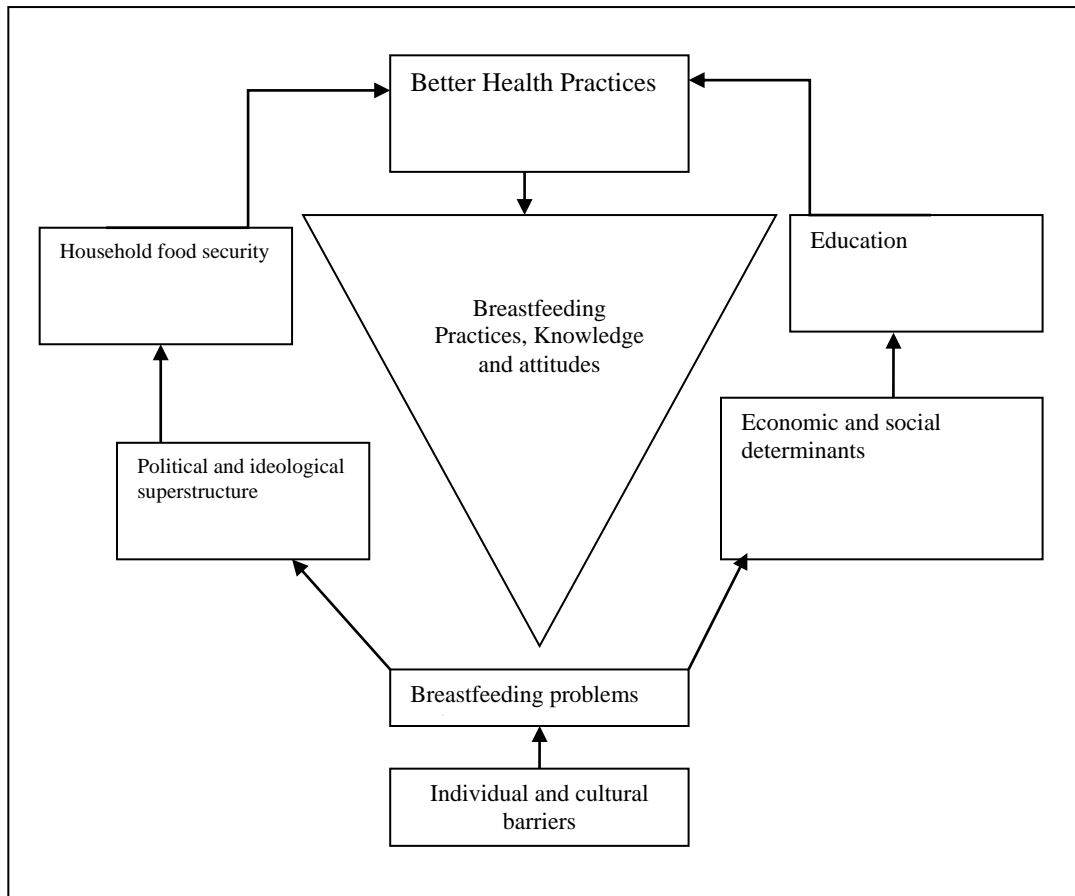 Better Health Practices
Household food security
Education
Breastfeeding
Practices, Knowledge
and attitudes
Economic and social
determinants
Political and ideological
superstructure
Breastfeeding problems
Individual and cultural
barriers